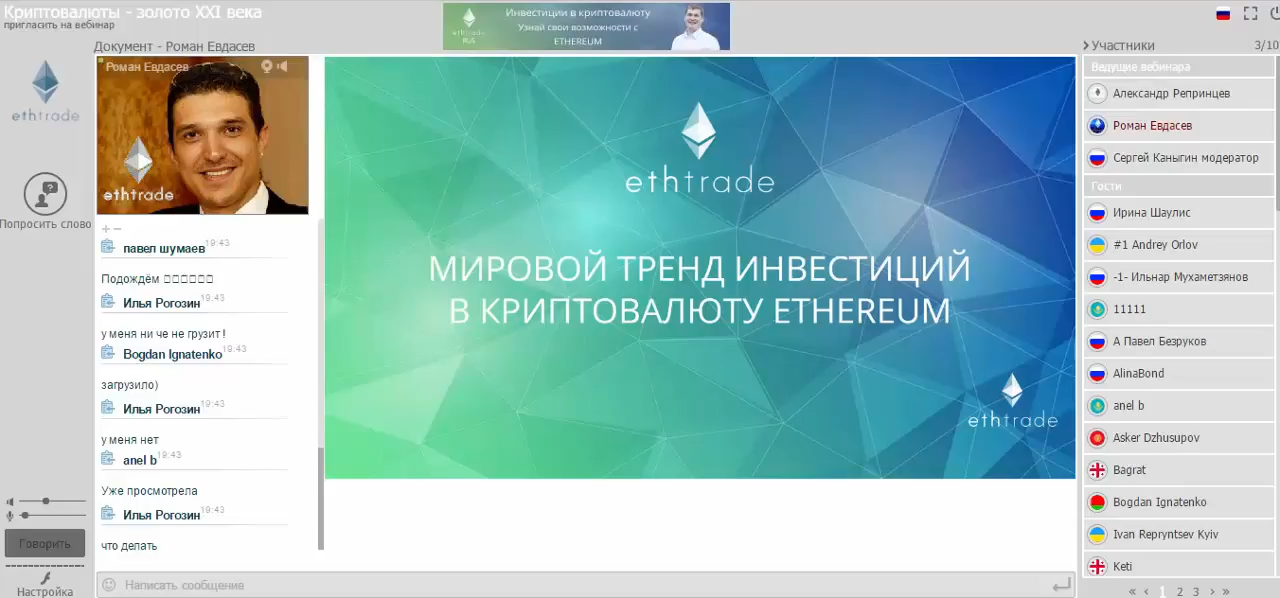 Криптовалюты - золото XXI века
пригласить на вебинар
Инвестиции в криптовалюту
Узнай свои возможности с
ETHEREUM
Документ - Роман Евдасев
Участники
3/10
ethtrade
Попросить слово
Говорить
Настройка
Роман Евдасев
ethtrade
павел шумаев 19:43
Подождём
Илья Рогозин 19:43
у меня ни че не грузит !
Bogdan Ignatenko 19:43
загрузило)
Илья Рогозин 19:43
у меня нет
anel b 19:43
Уже просмотрела
Илья Рогозин 19:43
что делать
Написать сообщение
ethtrade
МИРОВОЙ ТРЕНД ИНВЕСТИЦИЙ
В КРИПТОВАЛЮТУ ETHEREUM
ethtrade
Ведущие вебинара
Александр Репринцев
Роман Евдасев
Сергей Каныгин модератор
Гости
Ирина Шаулис
#1 Andrey Orlov
-1- Ильнар Мухаметзянов
11111
А Павел Безруков
AlinaBond
anel b
Asker Dzhusupov
Bagrat
Bogdan Ignatenko
Ivan Repryntsev Kyiv
Keti
« ‹ 1 2 3 › »